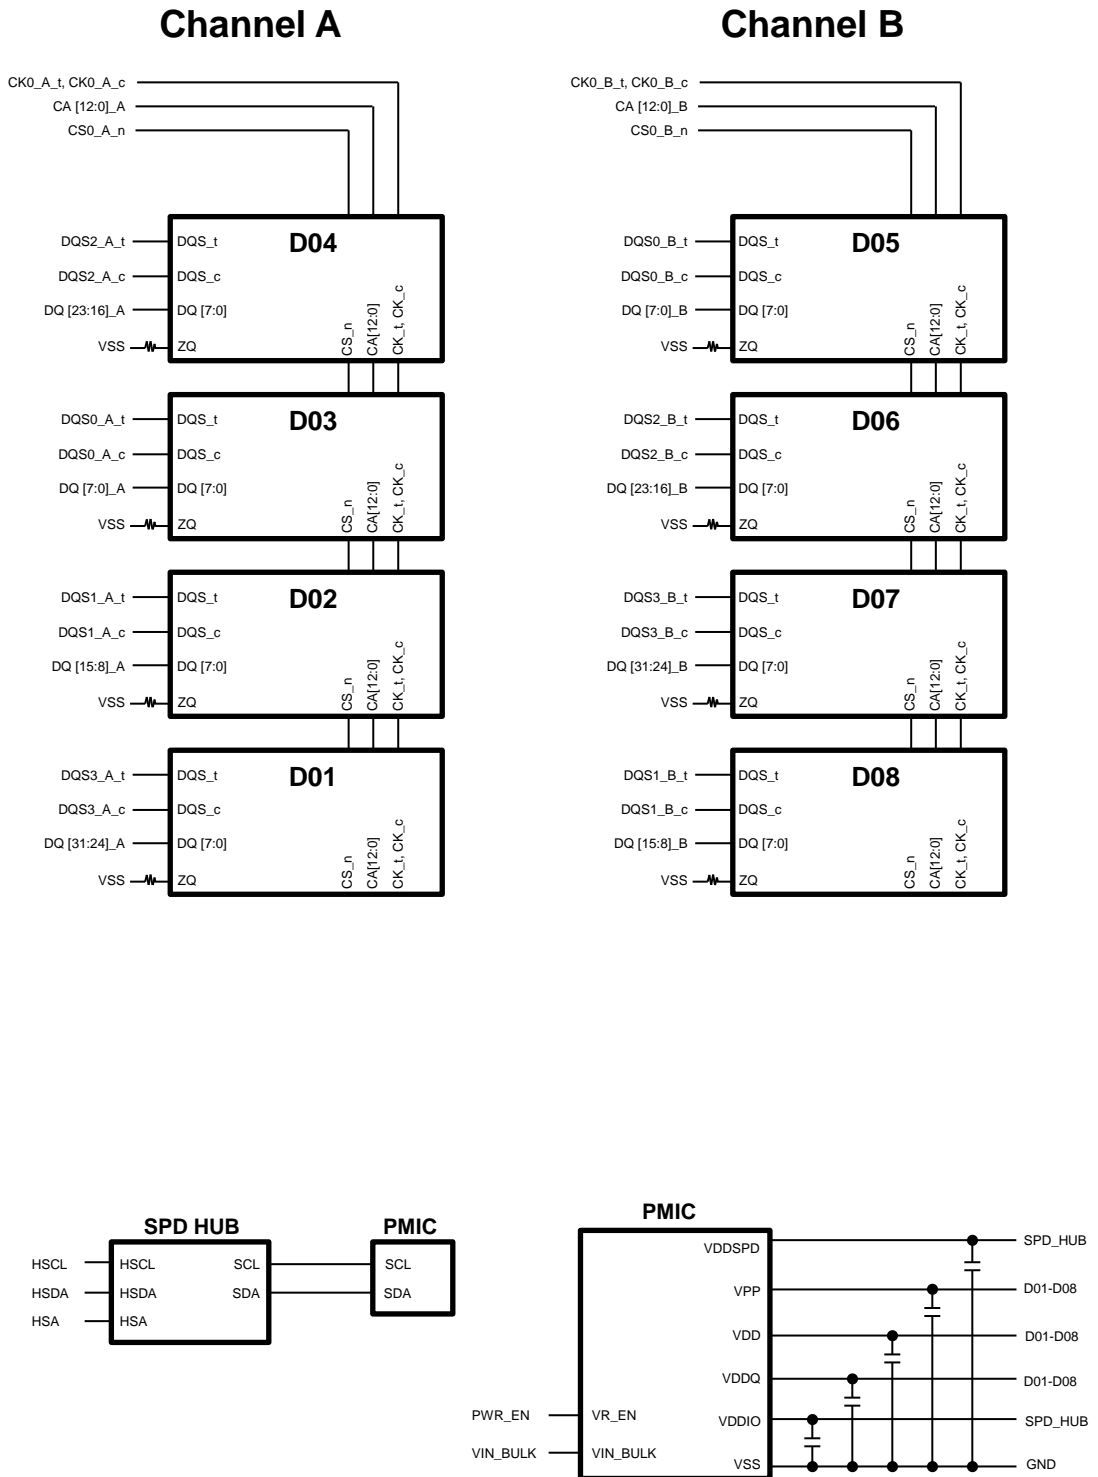 Channel A
Channel B
CK0_A_t, CK0_A_c
CA [12:0]_A
CS0_A_n
CK0_B_t, CK0_B_c
CA [12:0]_B
CS0_B_n
D04
DQS2_A_t
DQS_t
DQS2_A_c
DQS_c
DQ [23:16]_A
DQ [7:0]
VSS
ZQ
CS_n
CA[12:0]
CK_t, CK_c
D05
DQS0_B_t
DQS_t
DQS0_B_c
DQS_c
DQ [7:0]_B
DQ [7:0]
VSS
ZQ
CS_n
CA[12:0]
CK_t, CK_c
D03
DQS0_A_t
DQS_t
DQS0_A_c
DQS_c
DQ [7:0]_A
DQ [7:0]
VSS
ZQ
CS_n
CA[12:0]
CK_t, CK_c
D06
DQS2_B_t
DQS_t
DQS2_B_c
DQS_c
DQ [23:16]_B
DQ [7:0]
VSS
ZQ
CS_n
CA[12:0]
CK_t, CK_c
D02
DQS1_A_t
DQS_t
DQS1_A_c
DQS_c
DQ [15:8]_A
DQ [7:0]
VSS
ZQ
CS_n
CA[12:0]
CK_t, CK_c
D07
DQS3_B_t
DQS_t
DQS3_B_c
DQS_c
DQ [31:24]_B
DQ [7:0]
VSS
ZQ
CS_n
CA[12:0]
CK_t, CK_c
D01
DQS3_A_t
DQS_t
DQS3_A_c
DQS_c
DQ [31:24]_A
DQ [7:0]
VSS
ZQ
CS_n
CA[12:0]
CK_t, CK_c
D08
DQS1_B_t
DQS_t
DQS1_B_c
DQS_c
DQ [15:8]_B
DQ [7:0]
VSS
ZQ
CS_n
CA[12:0]
CK_t, CK_c
SPD HUB
HSCL
HSCL
SCL
HSDA
HSDA
SDA
HSA
HSA
PMIC
SCL
SDA
PMIC
VDDSPD
SPD_HUB
VPP
D01-D08
VDD
D01-D08
VDDQ
D01-D08
PWR_EN
VR_EN
VDDIO
SPD_HUB
VIN_BULK
VIN_BULK
VSS
GND